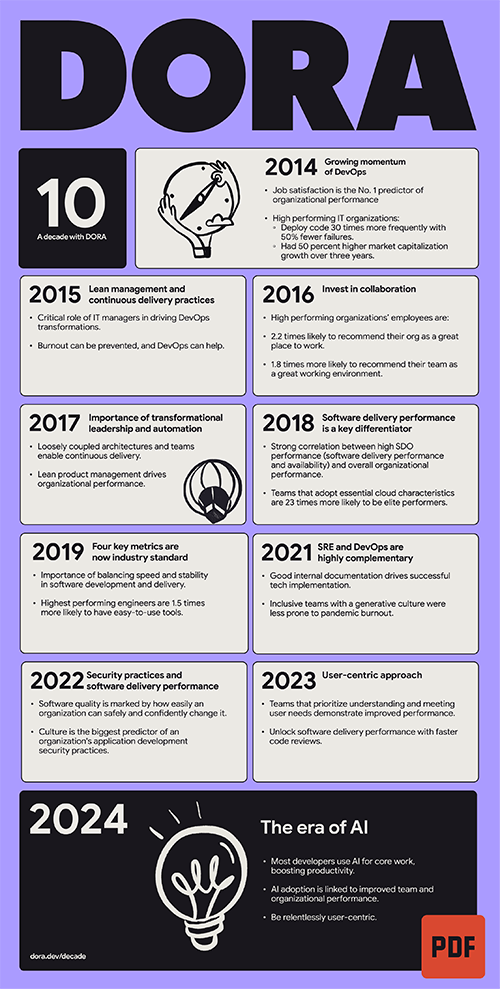 DORA
10
A decade with DORA
2014 Growing momentum
of DevOps
• Job satisfaction is the No. 1 predictor of
organizational performance
• High performing IT organizations:
Deploy code 30 times more frequently with
50% fewer failures.
Had 50 percent higher market capitalization
growth over three years.
2015 Lean management and
continuous delivery practices
• Critical role of IT managers in driving DevOps
transformations.
• Burnout can be prevented, and DevOps can help.
2016 Invest in collaboration
• High performing organizations' employees are:
• 2.2 times likely to recommend their org as a great
place to work.
• 1.8 times more likely to recommend their team as
a great working environment.
2017 Importance of transformational
leadership and automation
• Loosely coupled architectures and teams
enable continuous delivery.
• Lean product management drives
organizational performance.
2018 Software delivery performance
is a key differentiator
• Strong correlation between high SDO
performance (software delivery performance
and availability) and overall organizational
performance.
• Teams that adopt essential cloud characteristics
are 23 times more likely to be elite performers.
2019 Four key metrics are
now industry standard
• Importance of balancing speed and stability
in software development and delivery.
• Highest performing engineers are 1.5 times
more likely to have easy-to-use tools.
2021 SRE and DevOps are
highly complementary
• Good internal documentation drives successful
tech implementation.
• Inclusive teams with a generative culture were
less prone to pandemic burnout.
2022 Security practices and
software delivery performance
• Software quality is marked by how easily an
organization can safely and confidently change it.
• Culture is the biggest predictor of an
organization's application development
security practices.
2023 User-centric approach
• Teams that prioritize understanding and meeting
user needs demonstrate improved performance.
• Unlock software delivery performance with faster
code reviews.
2024
The era of AI
• Most developers use AI for core work,
boosting productivity.
• AI adoption is linked to improved team and
organizational performance.
• Be relentlessly user-centric.
dora.dev/decade
PDF